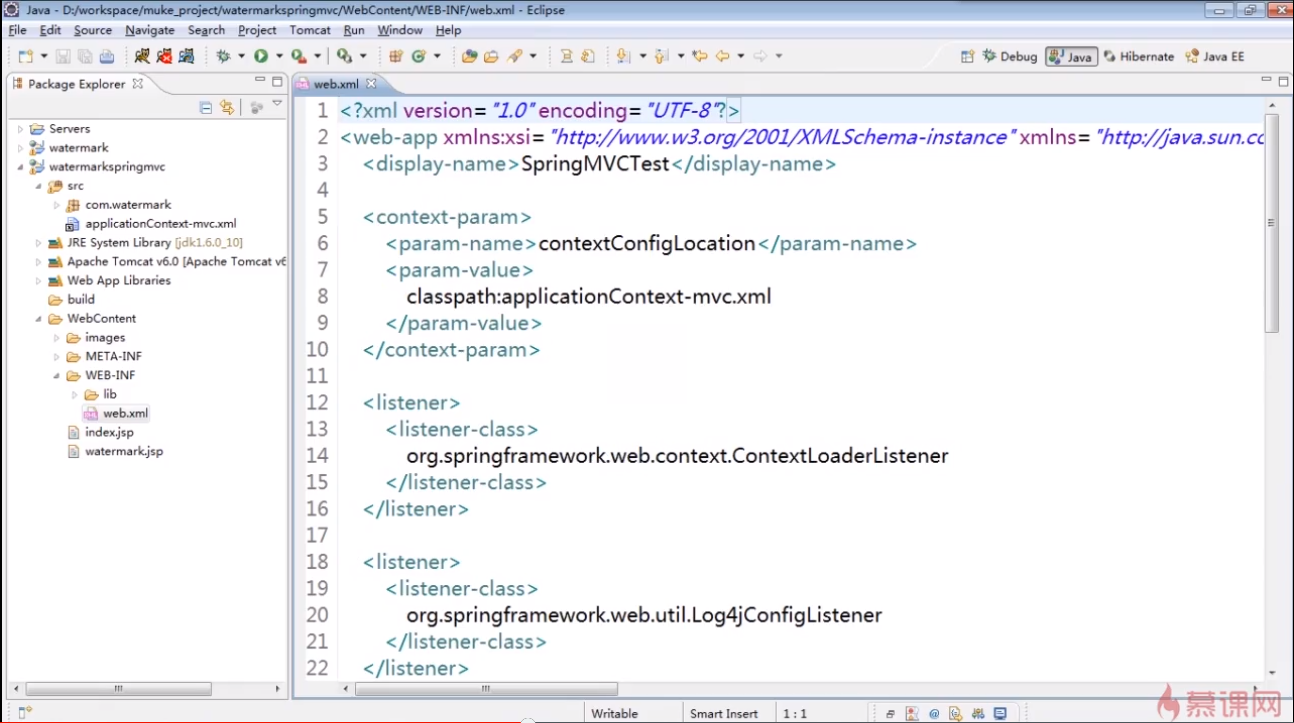 Java - D:/workspace/muke_project/watermarkspringmvc/WebContent/WEB-INF/web.xml - Eclipse
File Edit Source Navigate Search Project Tomcat Run Window Help
Debug Java Hibernate Java EE
Package Explorer
web.xml
Servers
watermark
watermarkspringmvc
src
com.watermark
applicationContext-mvc.xml
JRE System Library [jdk1.6.0_10]
Apache Tomcat v6.0 [Apache Tomcat v6
Web App Libraries
build
WebContent
images
META-INF
WEB-INF
lib
web.xml
index.jsp
watermark.jsp
1 <?xml version="1.0" encoding="UTF-8"?>
2 <web-app xmlns:xsi="http://www.w3.org/2001/XMLSchema-instance" xmlns="http://java.sun.cc
3 <display-name>SpringMVCTest</display-name>
4
5 <context-param>
6 <param-name>contextConfigLocation</param-name>
7 <param-value>
8 classpath:applicationContext-mvc.xml
9 </param-value>
10 </context-param>
11
12 <listener>
13 <listener-class>
14 org.springframework.web.context.ContextLoaderListener
15 </listener-class>
16 </listener>
17
18 <listener>
19 <listener-class>
20 org.springframework.web.util.Log4jConfigListener
21 </listener-class>
22 </listener>
Writable Smart Insert 1 : 1
慕课网